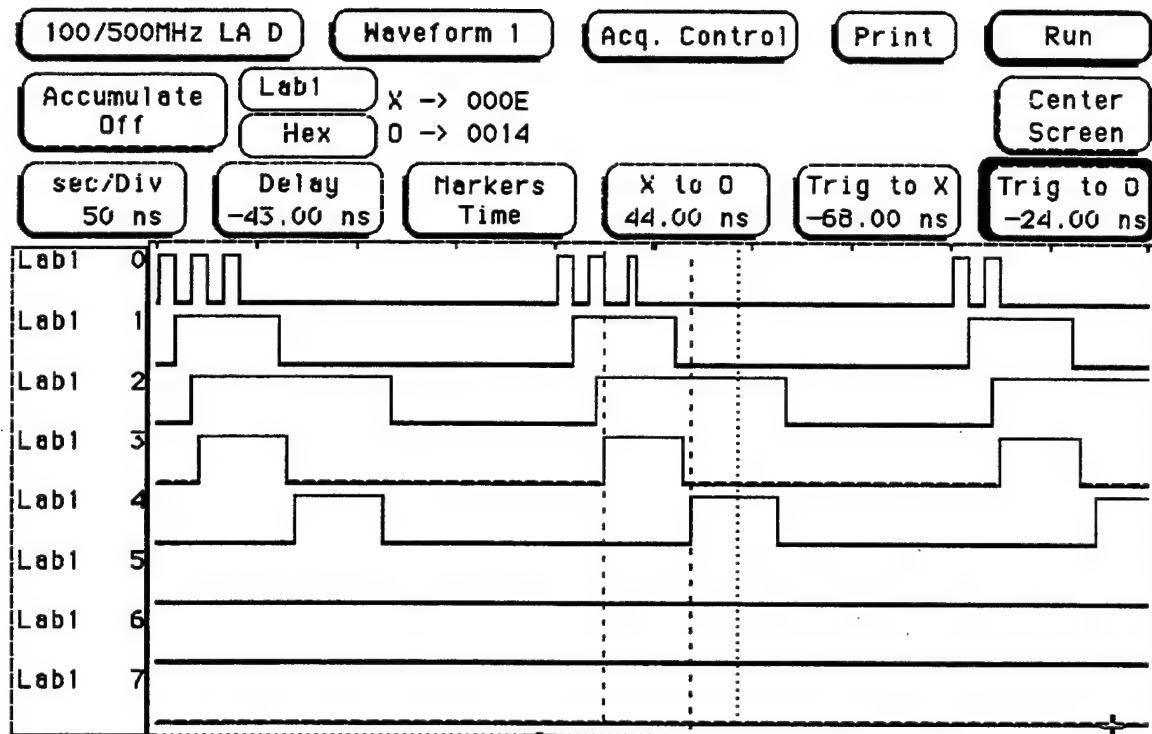 100/500MHz LA D Waveform 1 Acq. Control Print Run
Accumulate Off Lab1 X -> 000E Center Screen
Hex O -> 0014
sec/Div 50 ns Delay -43.00 ns Markers Time X to O 44.00 ns Trig to X -68.00 ns Trig to O -24.00 ns
Lab1 0
Lab1 1
Lab1 2
Lab1 3
Lab1 4
Lab1 5
Lab1 6
Lab1 7